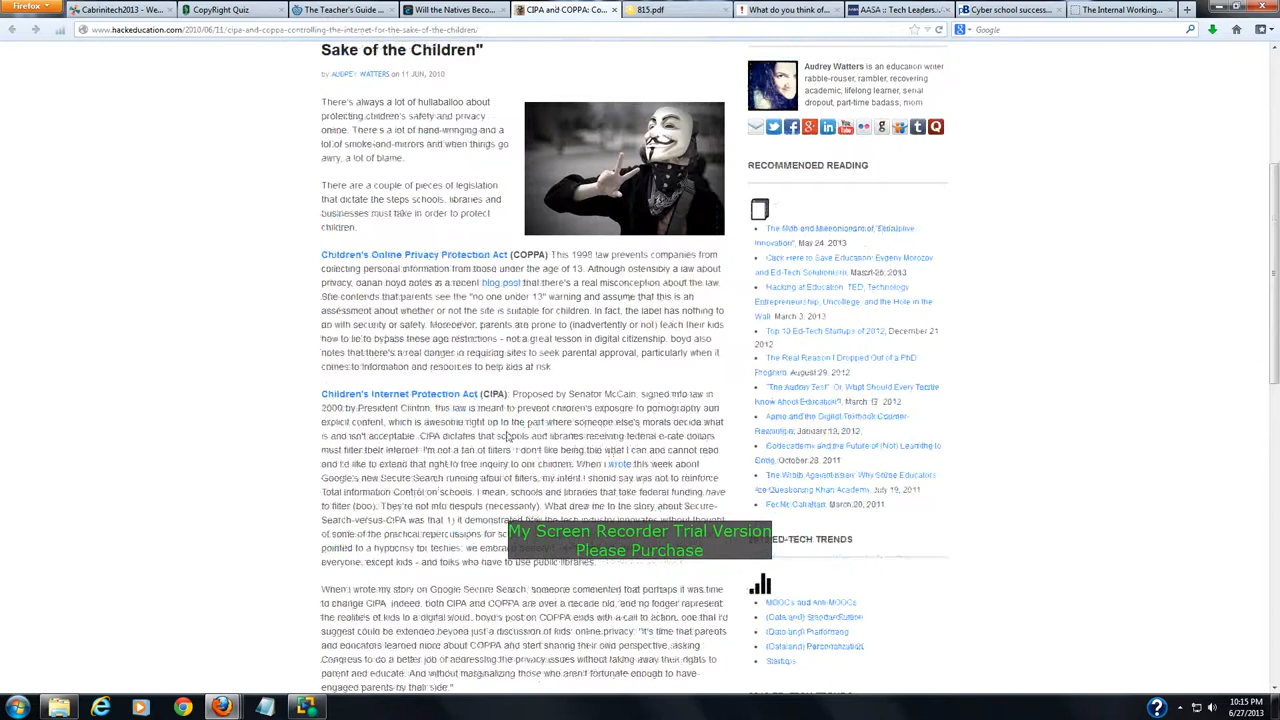 Firefox
Cabrinitech2013 - We...
CopyRight Quiz
The Teacher's Guide ...
Will the Natives Beco...
CIPA and COPPA: Co...
815.pdf
What do you think of...
AASA :: Tech Leaders...
Cyber school success...
The Internal Working...
www.hackeducation.com/2010/06/11/cipa-and-coppa-controlling-the-internet-for-the-sake-of-the-children/
Google
Sake of the Children"
by AUDREY WATTERS on 11 JUN, 2010
There's always a lot of hullaballoo about
protecting children's safety and privacy
online. There's a lot of hand-wringing and a
lot of smoke-and-mirrors and when things go
awry, a lot of blame.
There are a couple of pieces of legislation
that dictate the steps schools, libraries and
businesses must take in order to protect
children.
Children's Online Privacy Protection Act (COPPA) This 1998 law prevents companies from
collecting personal information from those under the age of 13. Although ostensibly a law about
privacy, danah boyd notes in a recent blog post that there's a real misconception about the law.
She contends that parents see the "no one under 13" warning and assume that this is an
assessment about whether or not the site is suitable for children. In fact, the label has nothing to
do with security or safety. Moreover, parents are prone to (inadvertently or not) teach their kids
how to lie to bypass these age restrictions - not a great lesson in digital citizenship. boyd also
notes that there's a real danger in requiring sites to seek parental approval, particularly when it
comes to information and resources to help kids at risk.
Children's Internet Protection Act (CIPA): Proposed by Senator McCain, signed into law in
2000 by President Clinton, this law is meant to prevent children's exposure to pornography and
explicit content, which is awesome right up to the part where someone else's morals decide what
is and isn't acceptable. CIPA dictates that schools and libraries receiving federal e-rate dollars
must filter their Internet. I'm not a fan of filters. I don't like being told what I can and cannot read
and I'd like to extend that right to free inquiry to our children. When I wrote this week about
Google's new Secure Search running afoul of filters, my intent I should say was not to reinforce
Total Information Control on schools. I mean, schools and libraries that take federal funding, have
to filter (boo). They're not into despots (necessarily). What drew me to the story about Secure-
Search-versus-CIPA was that 1) it demonstrated how the tech industry innovates without thought
of some of the practical repercussions for
pointed to a hypocrisy for techies: we embrace
everyone, except kids - and folks who have to use public libraries.
When I wrote my story on Google Secure Search, someone commented that perhaps it was time
to change CIPA. Indeed, both CIPA and COPPA are over a decade old, and no longer represent
the realities of kids in a digital world. boyd's post on COPPA ends with a call to action, one that I'd
suggest could be extended beyond just a discussion of kids' online privacy: "It's time that parents
and educators learned more about COPPA and start sharing their own perspective, asking
Congress to do a better job of addressing the privacy issues without taking away their rights to
parent and educate. And without marginalizing those who aren't fortunate enough to have
engaged parents by their side."
Audrey Watters is an education writer
rabble-rouser, rambler, recovering
academic, lifelong learner, serial
dropout, part-time badass, mom
RECOMMENDED READING
The Myth and Millennialism of "Disruptive
Innovation", May 24, 2013
Click Here to Save Education: Evgeny Morozov
and Ed-Tech Solutionism, March 26, 2013
Hacking at Education: TED, Technology
Entrepreneurship, Uncollege, and the Hole in the
Wall March 3, 2013
Top 10 Ed-Tech Startups of 2012, December 21
2012
The Real Reason I Dropped Out of a PhD
Program August 29, 2012
"The Audrey Test": Or, What Should Every Techie
Know About Education? March 17, 2012
Apple and the Digital Textbook Counter-
Revolution January 19, 2012
Codecademy and the Future of (Not) Learning to
Code, October 28, 2011
The Wrath Against Khan: Why Some Educators
Are Questioning Khan Academy July 19, 2011
March 20, 2011
ED-TECH TRENDS
MOOCs and Anti-MOOCs
(Data and) Standardization
(Data and) Platforming
(Data and) Personalization
Startups
My Screen Recorder Trial Version
Please Purchase
10:15 PM
6/27/2013